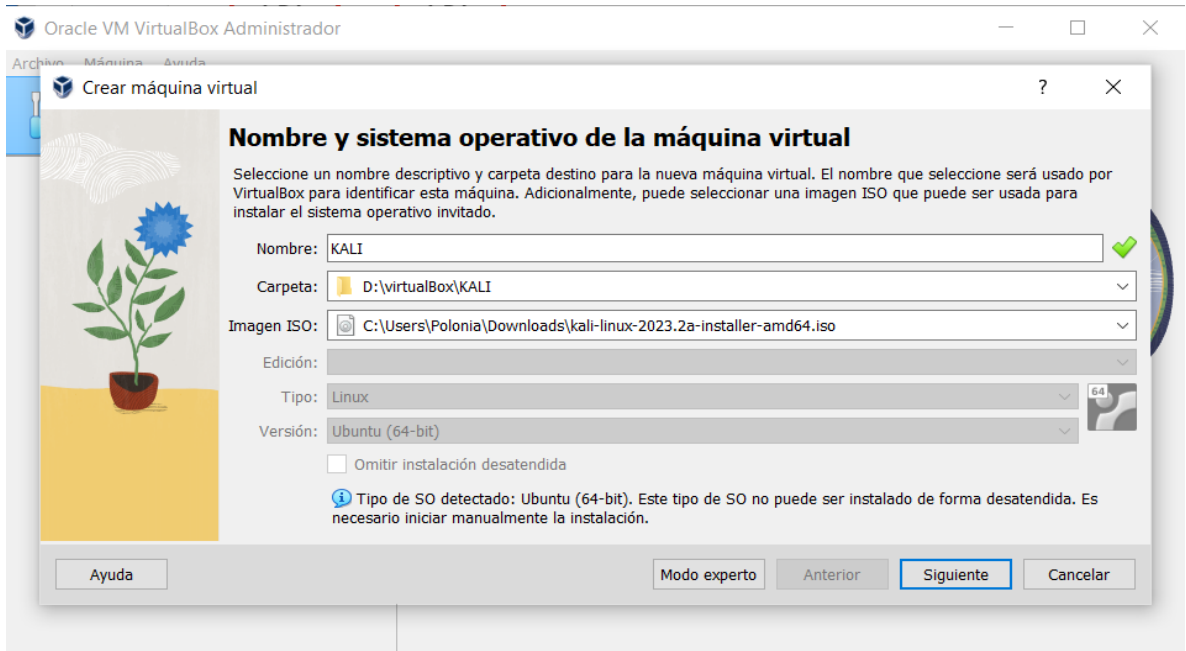 Oracle VM VirtualBox Administrador
Archivo Máquina Ayuda
Crear máquina virtual
?
Nombre y sistema operativo de la máquina virtual
Seleccione un nombre descriptivo y carpeta destino para la nueva máquina virtual. El nombre que seleccione será usado por
VirtualBox para identificar esta máquina. Adicionalmente, puede seleccionar una imagen ISO que puede ser usada para
instalar el sistema operativo invitado.
Nombre: KALI
Carpeta: D:\virtualBox\KALI
Imagen ISO: C:\Users\Polonia\Downloads\kali-linux-2023.2a-installer-amd64.iso
Edición:
Tipo: Linux
64
Versión: Ubuntu (64-bit)
Omitir instalación desatendida
Tipo de SO detectado: Ubuntu (64-bit). Este tipo de SO no puede ser instalado de forma desatendida. Es
necesario iniciar manualmente la instalación.
Ayuda Modo experto Anterior Siguiente Cancelar